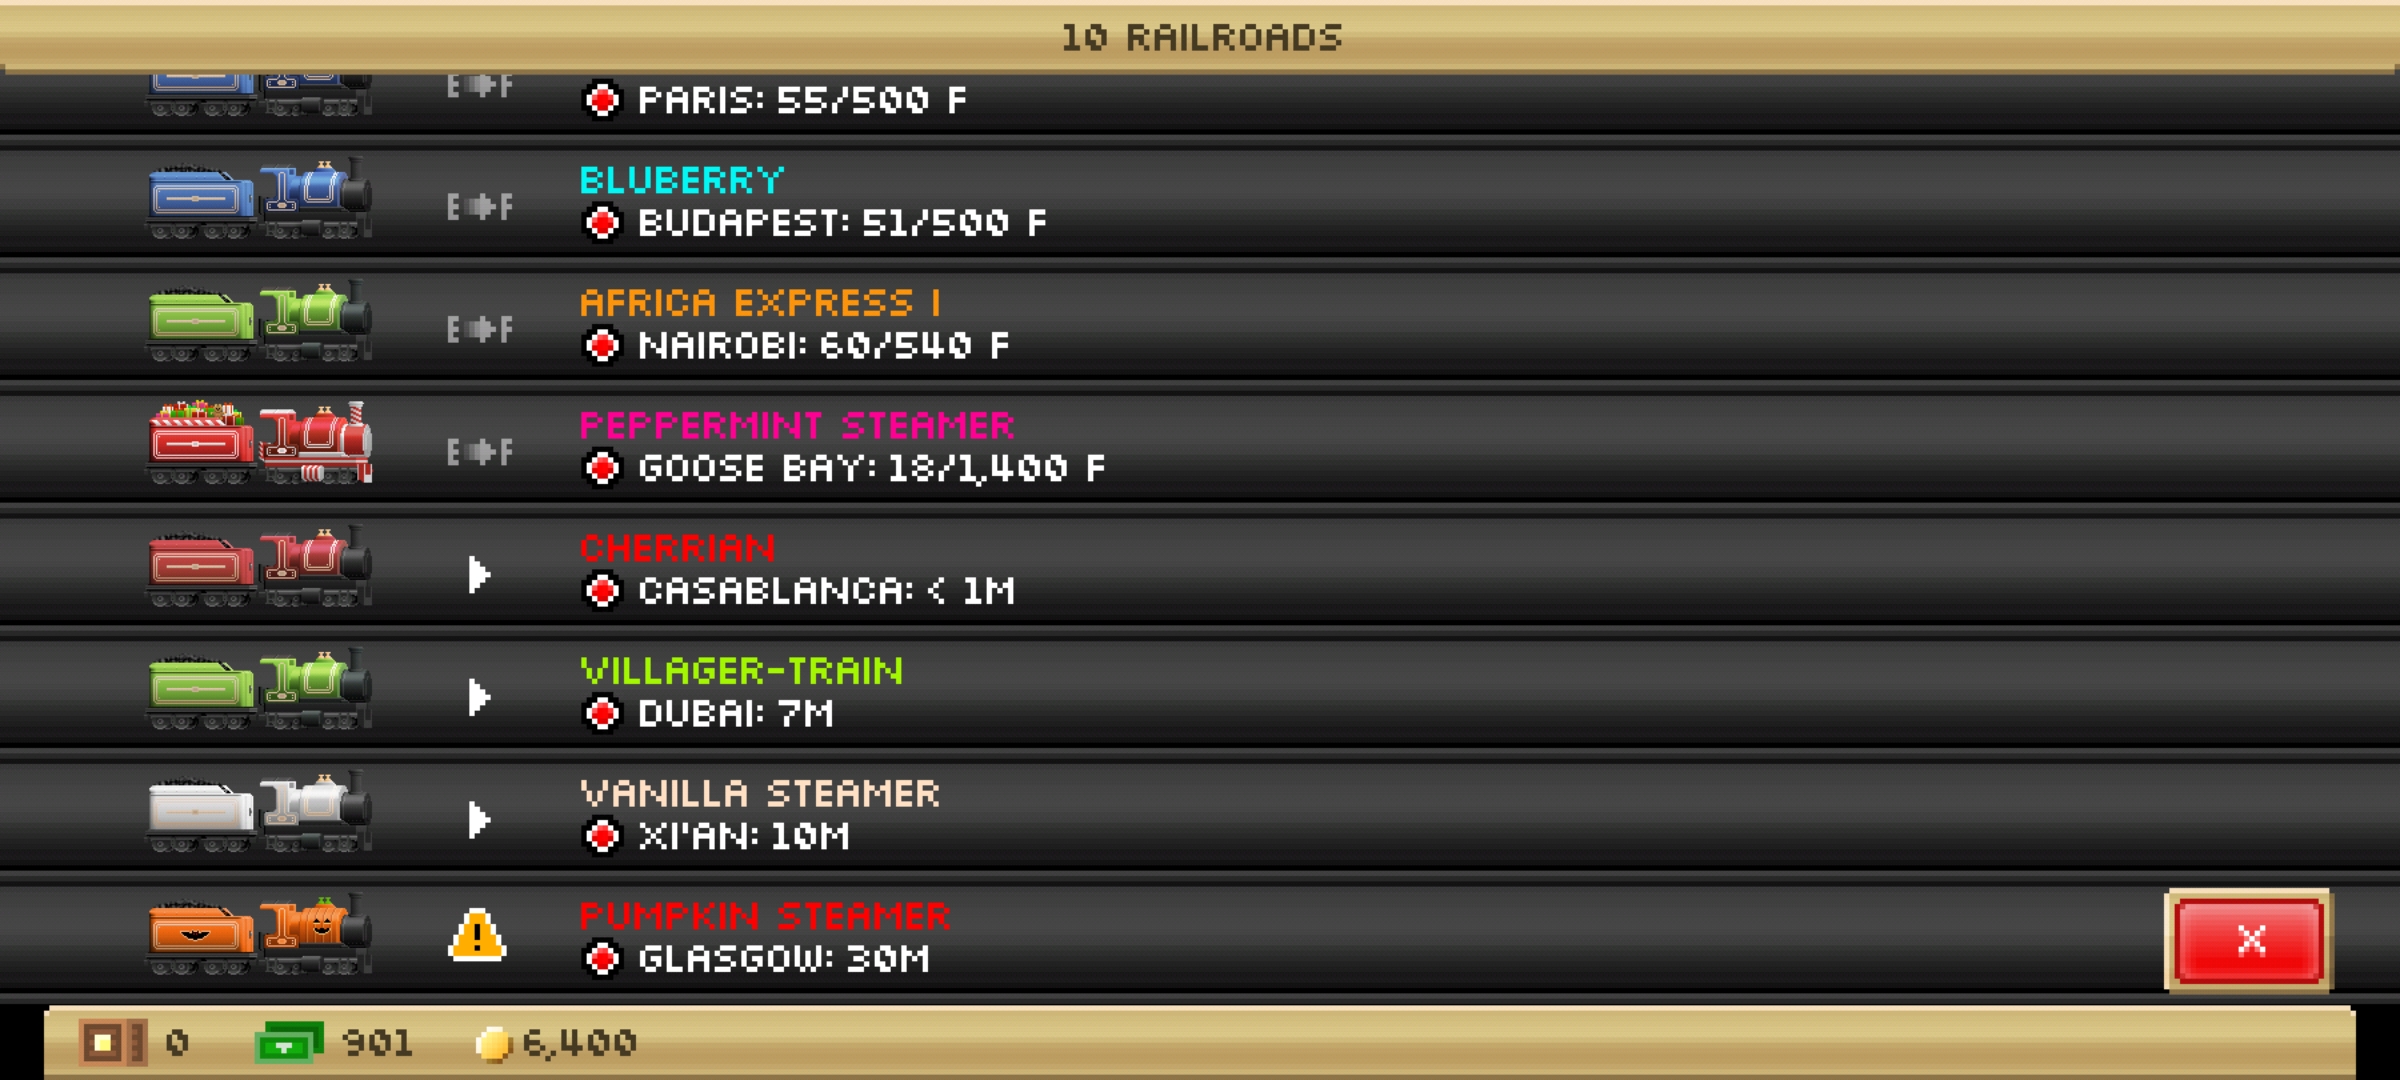 10 RAILROADS
E F
PARIS: 55/500 F
BLUBERRY
E F
BUDAPEST: 51/500 F
AFRICA EXPRESS I
E F
NAIROBI: 60/540 F
PEPPERMINT STEAMER
E F
GOOSE BAY: 18/1,400 F
CHERRIAN
CASABLANCA: < 1M
VILLAGER-TRAIN
DUBAI: 7M
VANILLA STEAMER
XI'AN: 10M
PUMPKIN STEAMER
GLASGOW: 30M
X
0 901 6,400